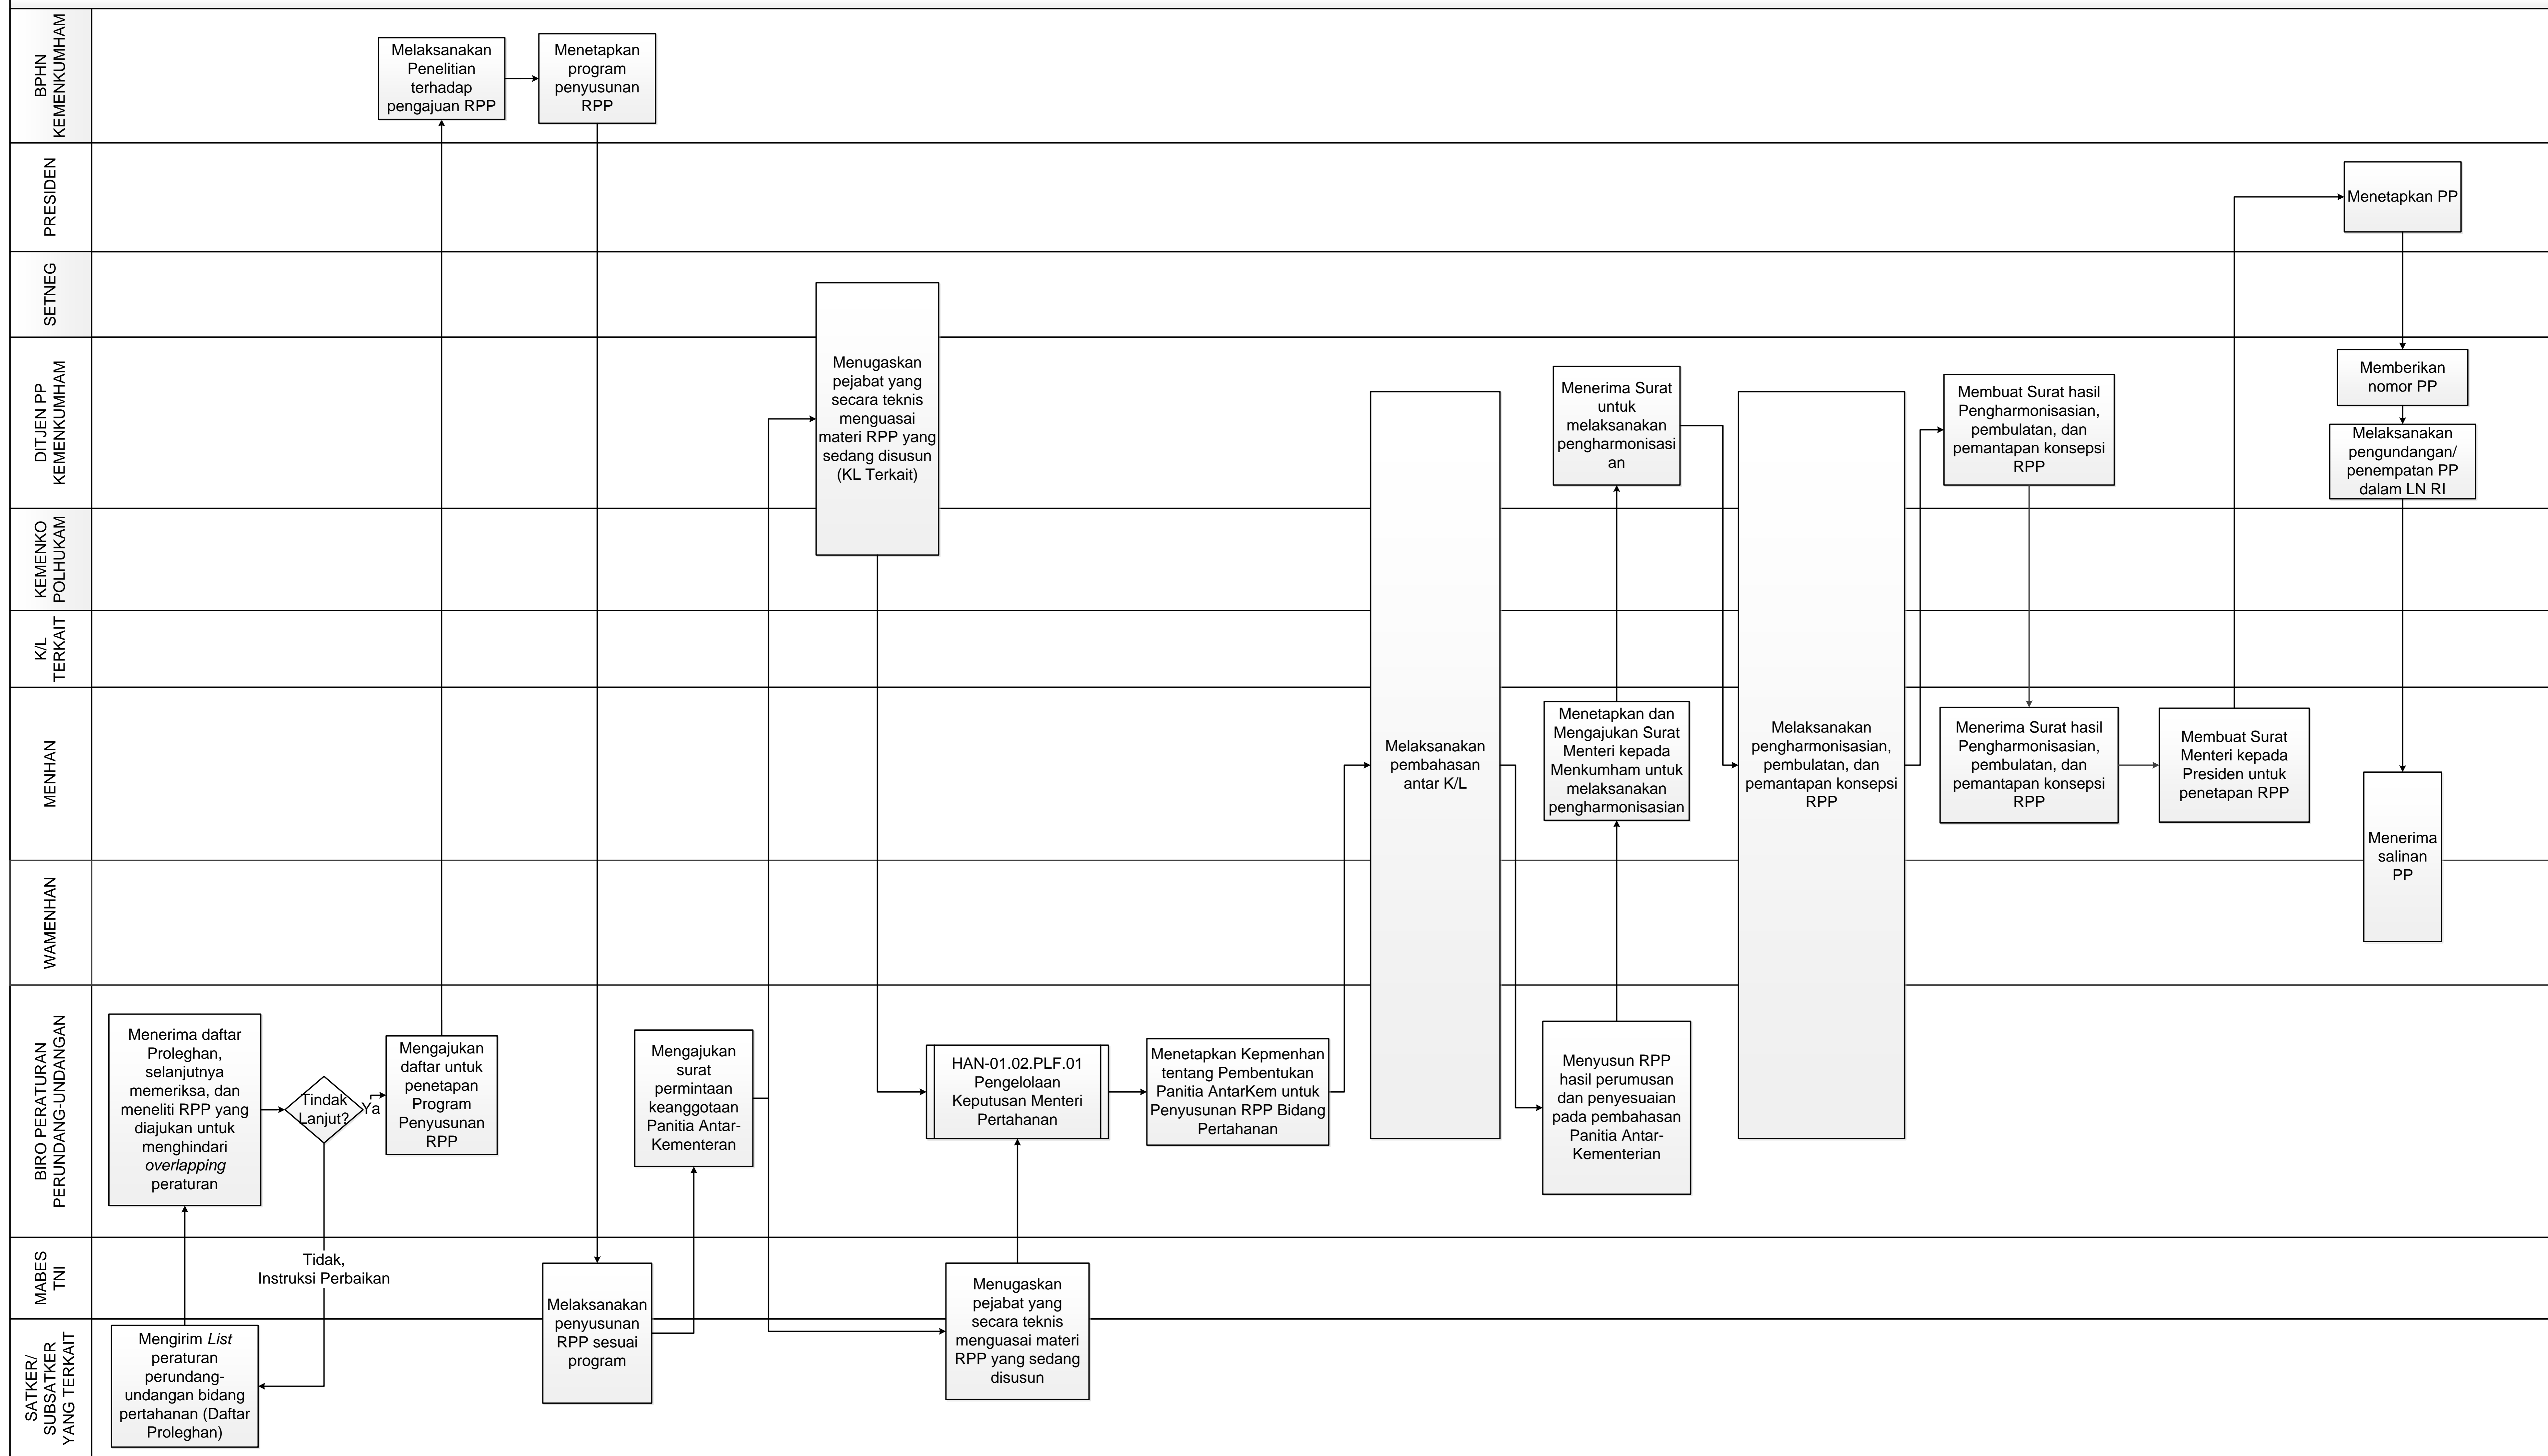 BPHN
KEMENKUMHAM
Melaksanakan
Penelitian
terhadap
pengajuan RPP
Menetapkan
program
penyusunan
RPP
PRESIDEN
Menetapkan PP
SETNEG
DITJEN PP
KEMENKUMHAM
Menugaskan
pejabat yang
secara teknis
menguasai
materi RPP yang
sedang disusun
(KL Terkait)
Menerima Surat
untuk
melaksanakan
pengharmonisasi
an
Membuat Surat hasil
Pengharmonisasian,
pembulatan, dan
pemantapan konsepsi
RPP
Memberikan
nomor PP
Melaksanakan
pengundangan/
penempatan PP
dalam LN RI
KEMENKO
POLHUKAM
K/L
TERKAIT
MENHAN
Melaksanakan
pembahasan
antar K/L
Menetapkan dan
Mengajukan Surat
Menteri kepada
Menkumham untuk
melaksanakan
pengharmonisasian
Melaksanakan
pengharmonisasian,
pembulatan, dan
pemantapan konsepsi
RPP
Menerima Surat hasil
Pengharmonisasian,
pembulatan, dan
pemantapan konsepsi
RPP
Membuat Surat
Menteri kepada
Presiden untuk
penetapan RPP
Menerima
salinan
PP
WAMENHAN
BIRO PERATURAN
PERUNDANG-UNDANGAN
Menerima daftar
Proleghan,
selanjutnya
memeriksa, dan
meneliti RPP yang
diajukan untuk
menghindari
overlapping
peraturan
Tindak
Lanjut?
Ya
Mengajukan
daftar untuk
penetapan
Program
Penyusunan
RPP
Mengajukan
surat
permintaan
keanggotaan
Panitia Antar-
Kementeran
HAN-01.02.PLF.01
Pengelolaan
Keputusan Menteri
Pertahanan
Menetapkan Kepmenhan
tentang Pembentukan
Panitia AntarKem untuk
Penyusunan RPP Bidang
Pertahanan
Menyusun RPP
hasil perumusan
dan penyesuaian
pada pembahasan
Panitia Antar-
Kementerian
MABES
TNI
Tidak,
Instruksi Perbaikan
Melaksanakan
penyusunan
RPP sesuai
program
Menugaskan
pejabat yang
secara teknis
menguasai materi
RPP yang sedang
disusun
SATKER/
SUBSATKER
YANG TERKAIT
Mengirim List
peraturan
perundang-
undangan bidang
pertahanan (Daftar
Proleghan)